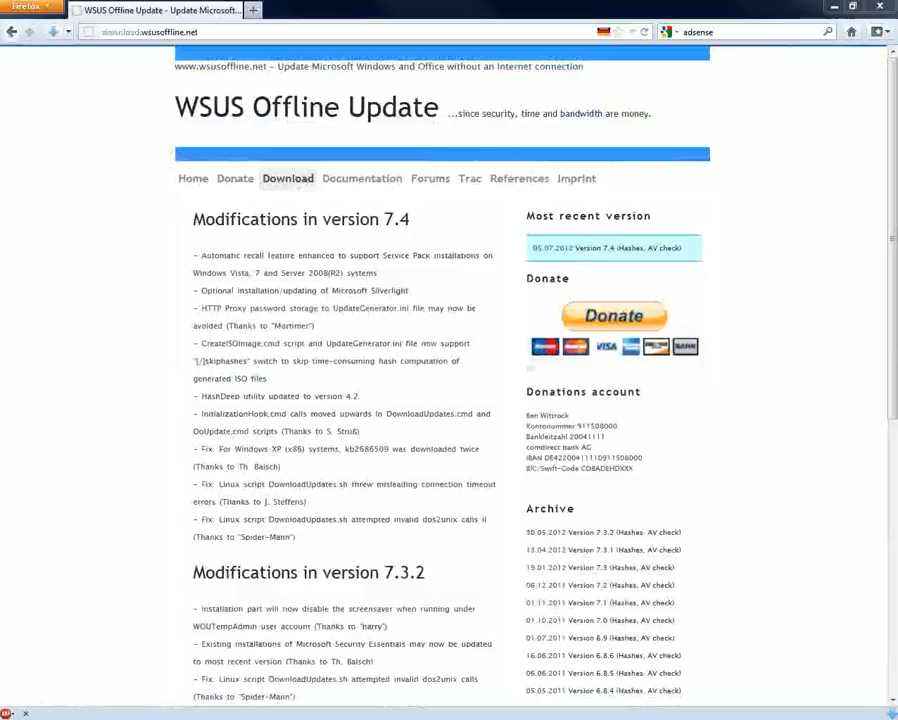 Firefox
WSUS Offline Update - Update Microsoft...
download.wsusoffline.net
adsense
www.wsusoffline.net – Update Microsoft Windows and Office without an Internet connection
WSUS Offline Update ...since security, time and bandwidth are money.
Home Donate Download Documentation Forums Trac References Imprint
Modifications in version 7.4
- Automatic recall feature enhanced to support Service Pack installations on
Windows Vista, 7 and Server 2008(R2) systems
- Optional installation/updating of Microsoft Silverlight
- HTTP Proxy password storage to UpdateGenerator.ini file may now be
avoided (Thanks to "Mortimer")
- CreateISOImage.cmd script and UpdateGenerator.ini file now support
"[/]skiphashes" switch to skip time-consuming hash computation of
generated ISO files
- HashDeep utility updated to version 4.2
- InitializationHook.cmd calls moved upwards in DownloadUpdates.cmd and
DoUpdate.cmd scripts (Thanks to S. Struß)
- Fix: For Windows XP (x86) systems, kb2686509 was downloaded twice
(Thanks to Th. Baisch)
- Fix: Linux script DownloadUpdates.sh threw misleading connection timeout
errors (Thanks to J. Steffens)
- Fix: Linux script DownloadUpdates.sh attempted invalid dos2unix calls II
(Thanks to "Spider-Mann")
Modifications in version 7.3.2
- Installation part will now disable the screensaver when running under
WOUTempAdmin user account (Thanks to "harry")
- Existing installations of Microsoft Security Essentials may now be updated
to most recent version (Thanks to Th. Baisch)
- Fix: Linux script DownloadUpdates.sh attempted invalid dos2unix calls
(Thanks to "Spider-Mann")
Most recent version
05.07.2012 Version 7.4 (Hashes, AV check)
Donate
Donate
VISA
BANK
Donations account
Ben Wittrock
Kontonummer 911508000
Bankleitzahl 20041111
comdirect bank AG
IBAN DE42200411110911508000
BIC/Swift-Code COBADEHDXXX
Archive
30.05.2012 Version 7.3.2 (Hashes, AV check)
13.04.2012 Version 7.3.1 (Hashes, AV check)
19.01.2012 Version 7.3 (Hashes, AV check)
06.12.2011 Version 7.2 (Hashes, AV check)
01.11.2011 Version 7.1 (Hashes, AV check)
01.10.2011 Version 7.0 (Hashes, AV check)
01.07.2011 Version 6.9 (Hashes, AV check)
16.06.2011 Version 6.8.6 (Hashes, AV check)
06.06.2011 Version 6.8.5 (Hashes, AV check)
05.05.2011 Version 6.8.4 (Hashes, AV check)